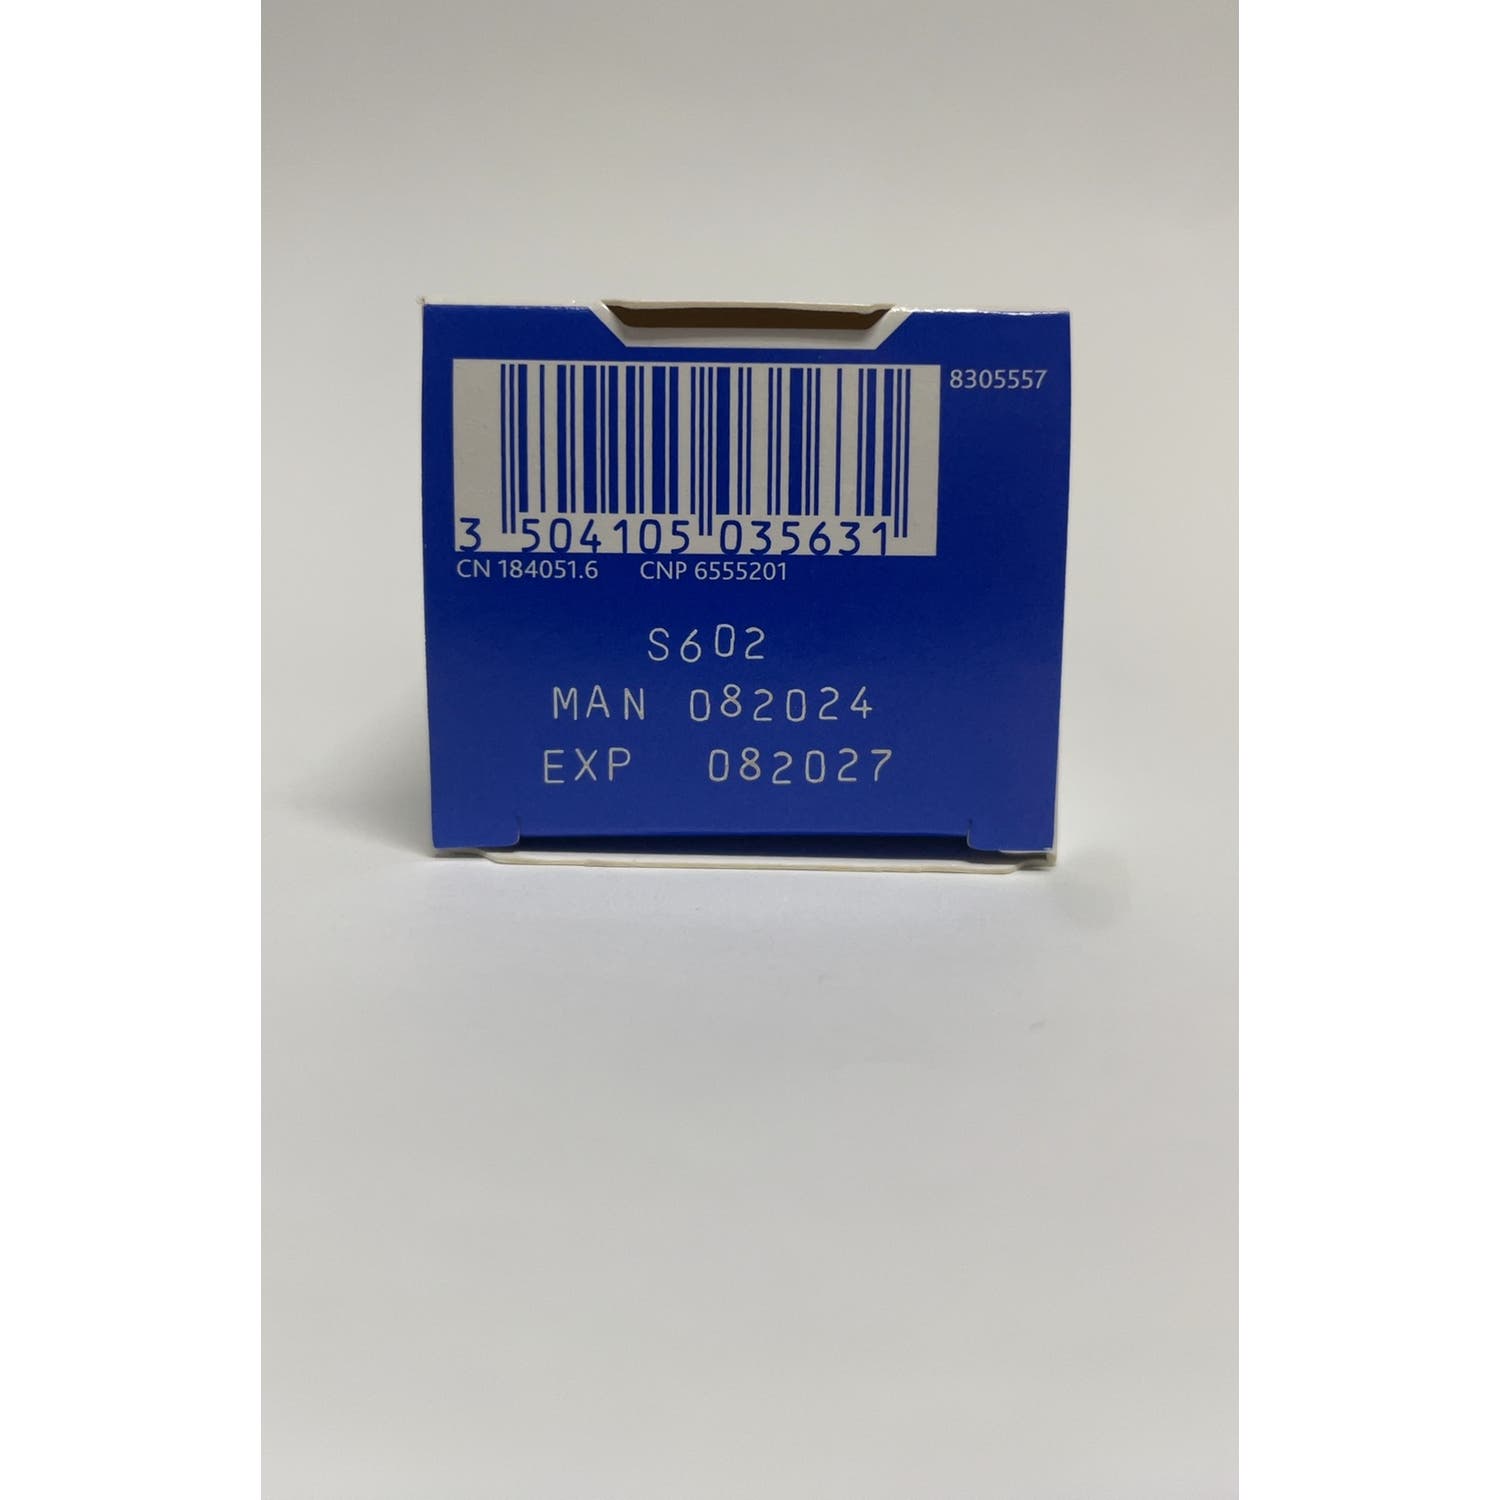 8305557
3 504105 035631
CN 184051.6 CNP 6555201
S602
MAN 082024
EXP 082027